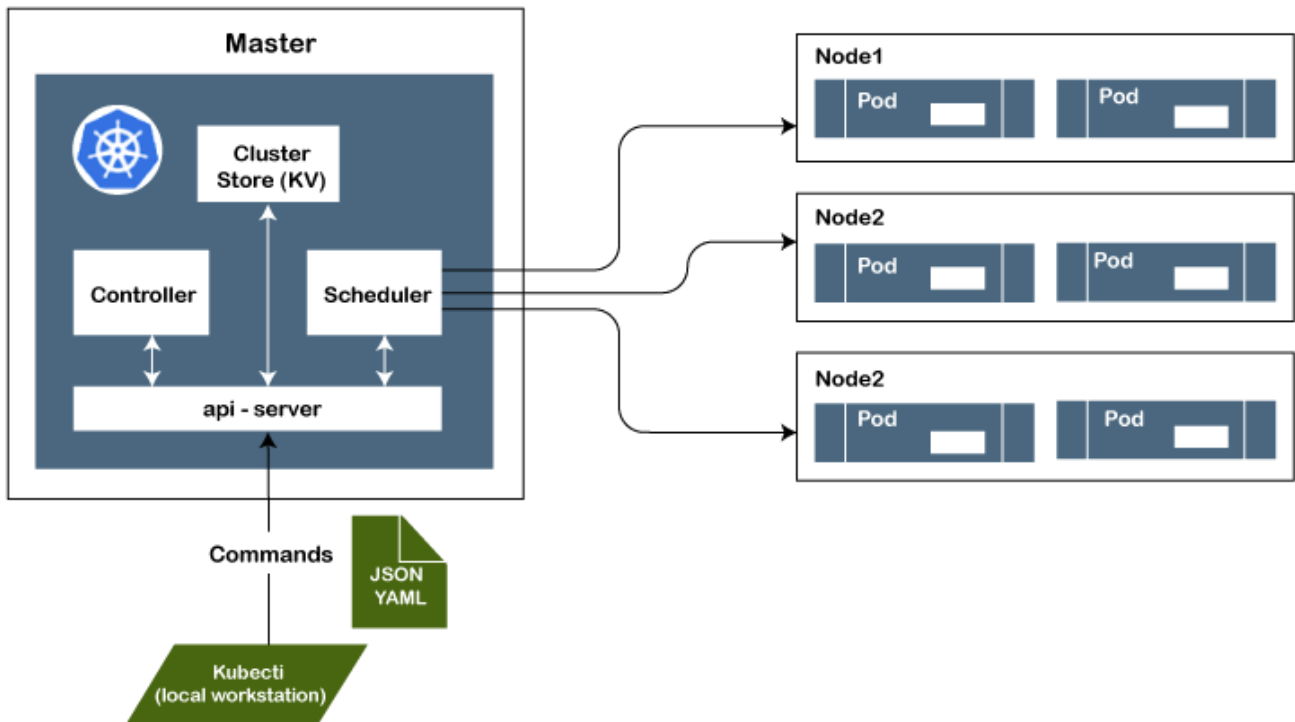 Master
Cluster
Store (KV)
Controller
Scheduler
api - server
Commands
JSON
YAML
Kubecti
(local workstation)
Node1
Pod
Pod
Node2
Pod
Pod
Node2
Pod
Pod